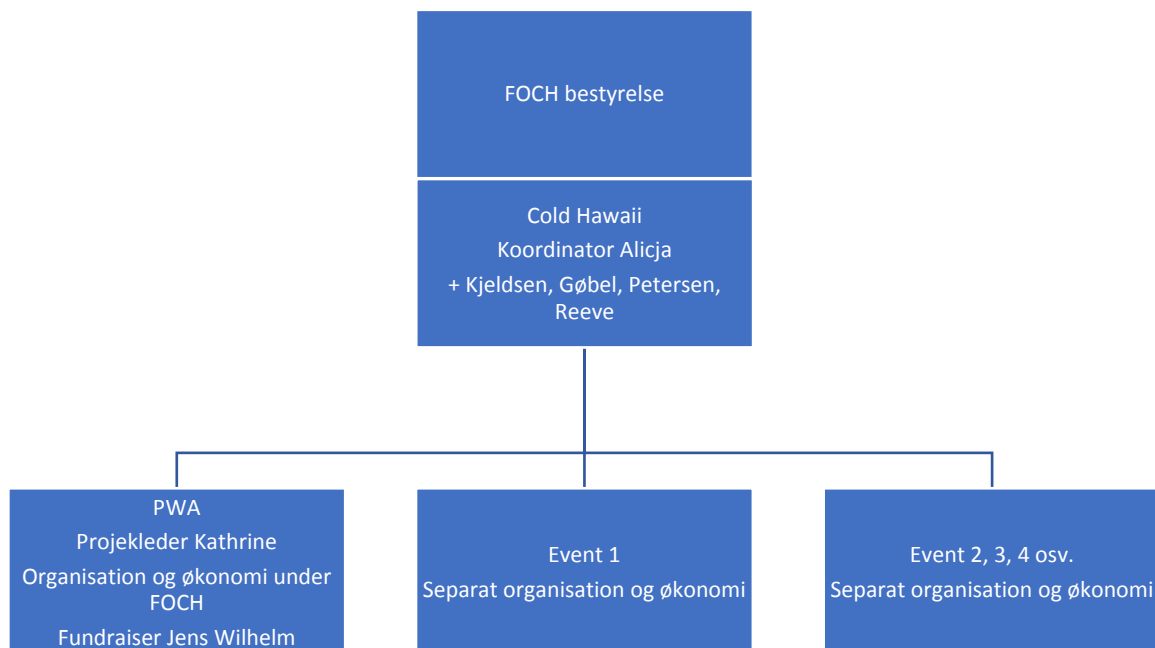 FOCH bestyrelse
Cold Hawaii
Koordinator Alicja
+ Kjeldsen, Gøbel, Petersen,
Reeve
PWA
Projekleder Kathrine
Organisation og økonomi under
FOCH
Fundraiser Jens Wilhelm
Event 1
Separat organisation og økonomi
Event 2, 3, 4 osv.
Separat organisation og økonomi